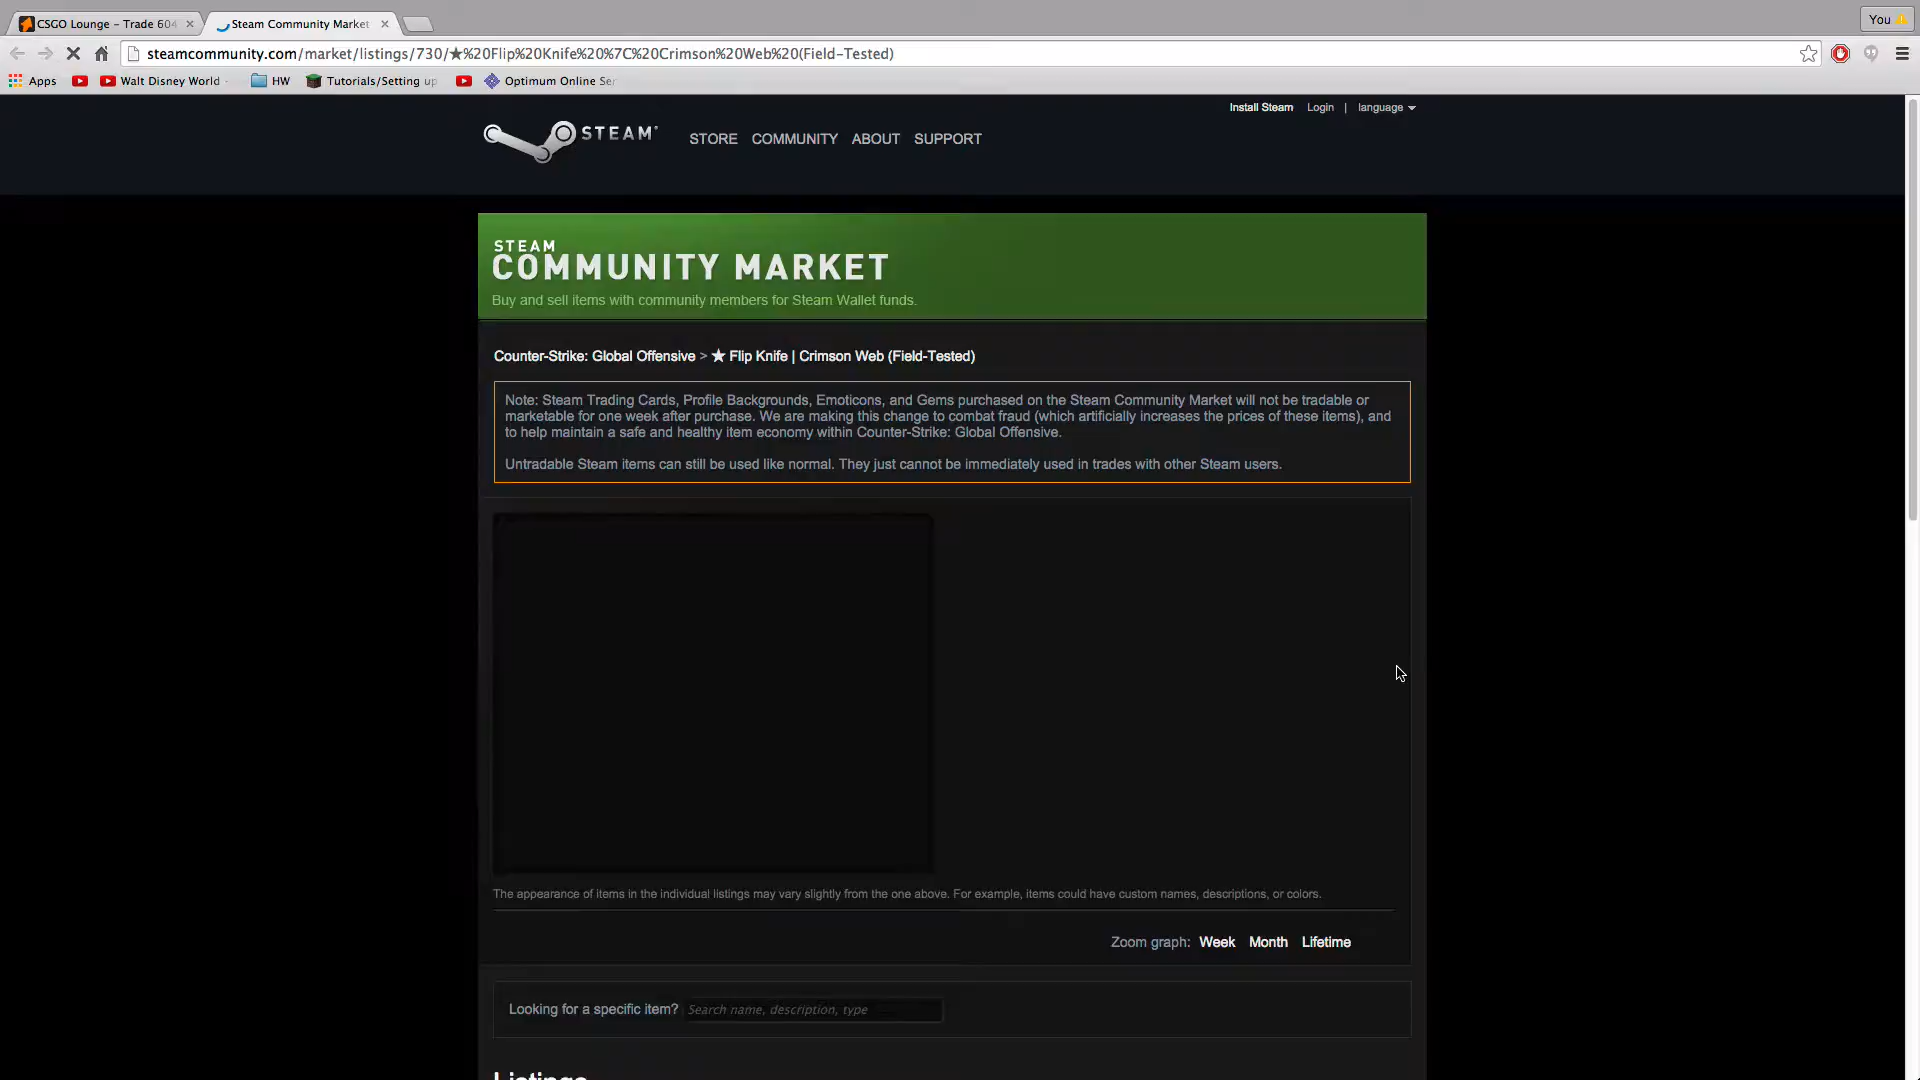 CSGO Lounge - Trade 604
Steam Community Market
You
steamcommunity.com/market/listings/730/★%20Flip%20Knife%20%7C%20Crimson%20Web%20(Field-Tested)
Apps
Walt Disney World
HW
Tutorials/Setting up
Optimum Online Ser
Install Steam
Login
|
language
STEAM
STORE
COMMUNITY
ABOUT
SUPPORT
STEAM
COMMUNITY MARKET
Buy and sell items with community members for Steam Wallet funds.
Counter-Strike: Global Offensive > ★ Flip Knife | Crimson Web (Field-Tested)
Note: Steam Trading Cards, Profile Backgrounds, Emoticons, and Gems purchased on the Steam Community Market will not be tradable or
marketable for one week after purchase. We are making this change to combat fraud (which artificially increases the prices of these items), and
to help maintain a safe and healthy item economy within Counter-Strike: Global Offensive.
Untradable Steam items can still be used like normal. They just cannot be immediately used in trades with other Steam users.
The appearance of items in the individual listings may vary slightly from the one above. For example, items could have custom names, descriptions, or colors.
Zoom graph: Week Month Lifetime
Looking for a specific item? Search name, description, type
Listings